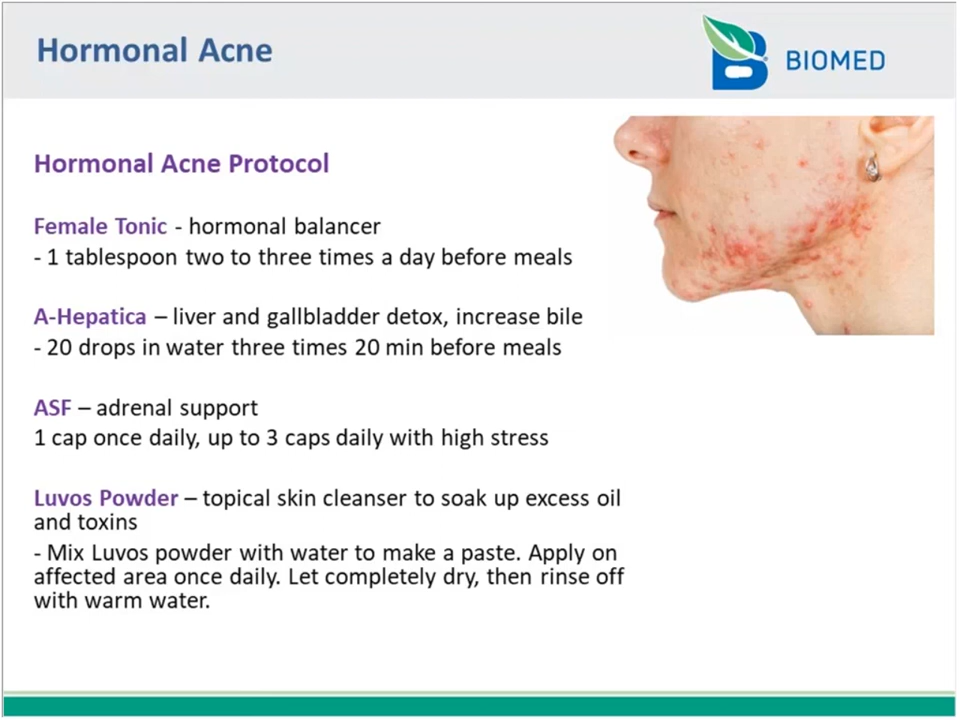 Hormonal Acne
BIOMED
Hormonal Acne Protocol
Female Tonic - hormonal balancer
- 1 tablespoon two to three times a day before meals
A-Hepatica – liver and gallbladder detox, increase bile
- 20 drops in water three times 20 min before meals
ASF – adrenal support
1 cap once daily, up to 3 caps daily with high stress
Luvos Powder – topical skin cleanser to soak up excess oil
and toxins
- Mix Luvos powder with water to make a paste. Apply on
affected area once daily. Let completely dry, then rinse off
with warm water.